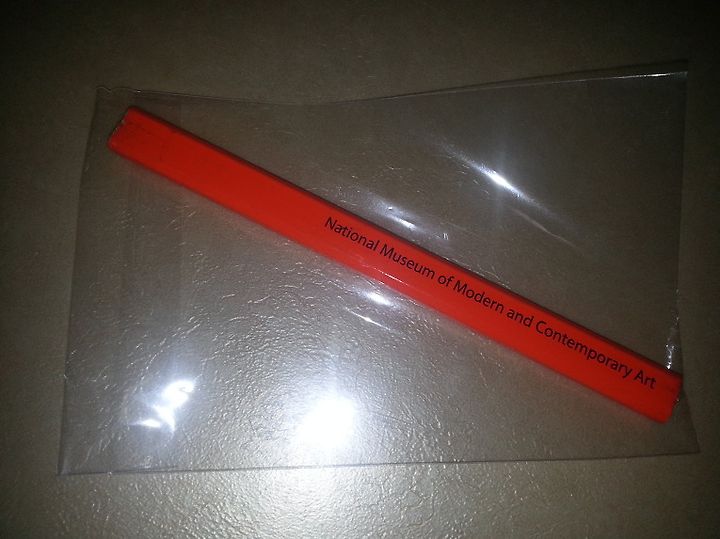 National Museum of Modern and Contemporary Art